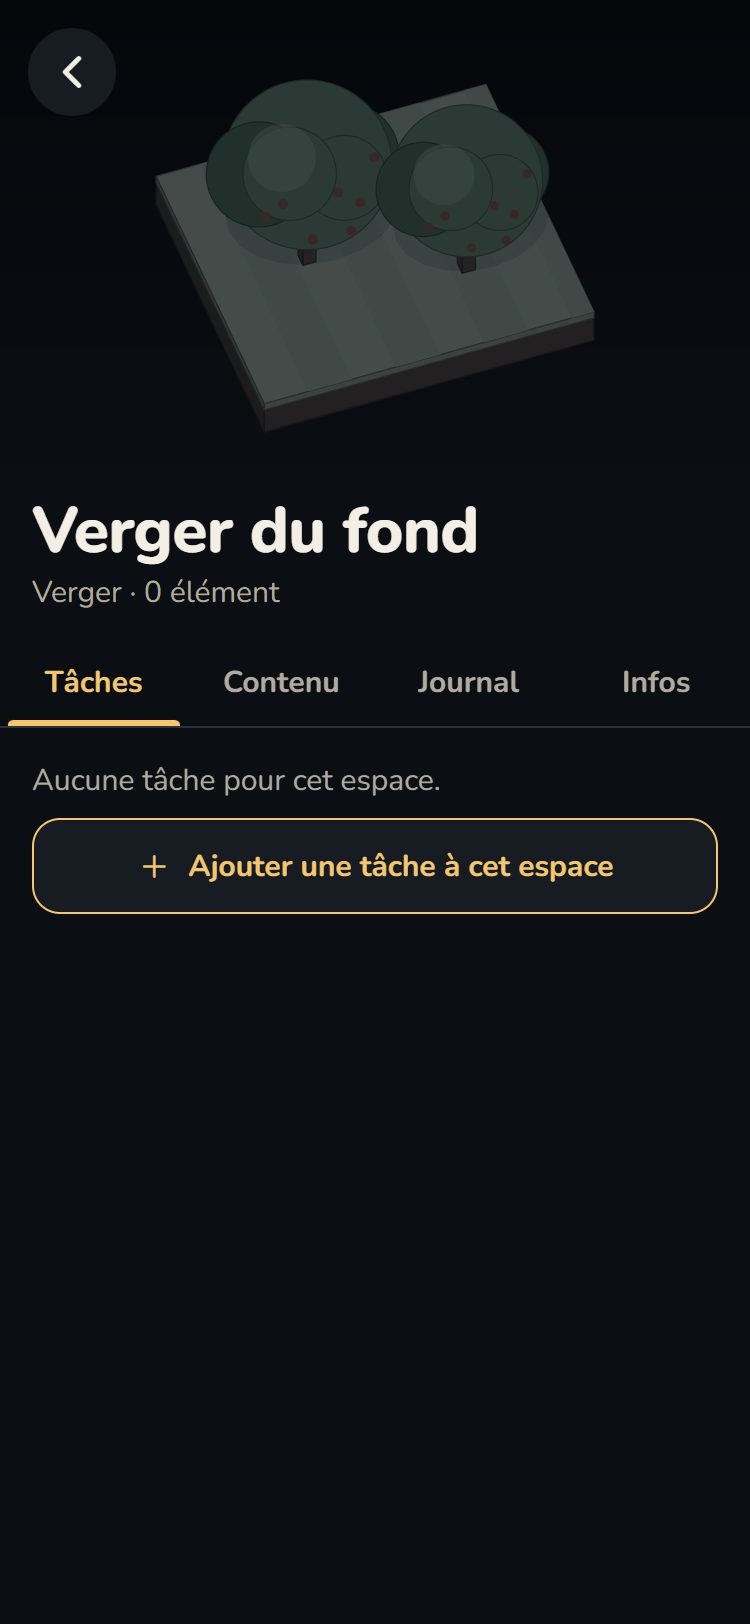 Verger du fond
Verger · 0 élément
Tâches Contenu Journal Infos
Aucune tâche pour cet espace.
+ Ajouter une tâche à cet espace